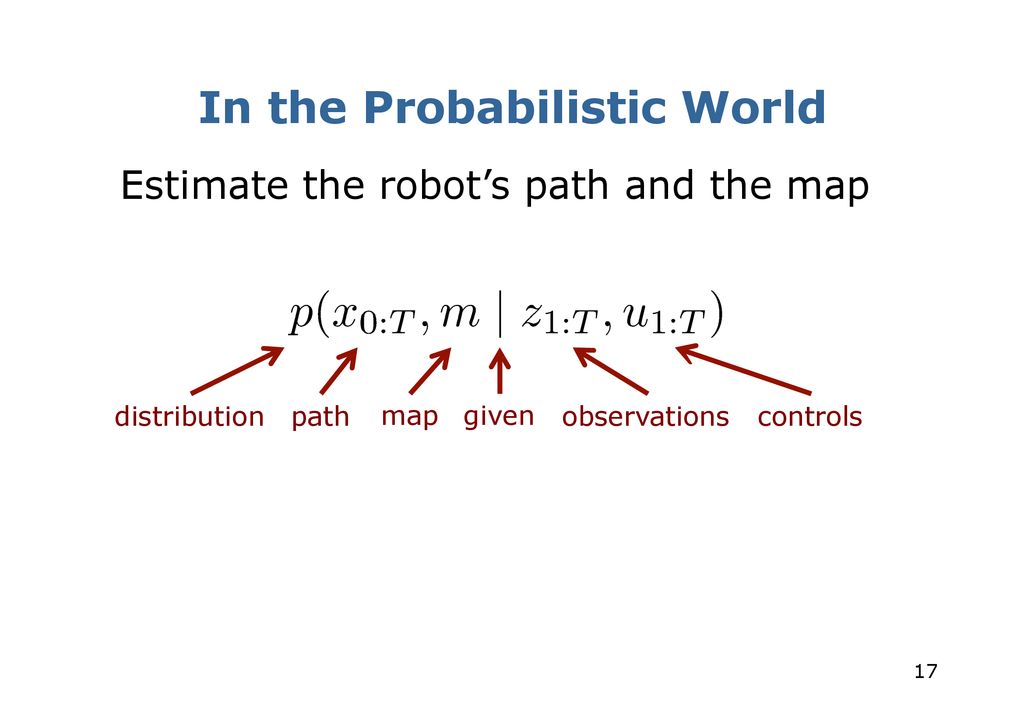 In the Probabilistic World
Estimate the robot’s path and the map
p(x_{0:T}, m | z_{1:T}, u_{1:T})
distribution path map given observations controls
17